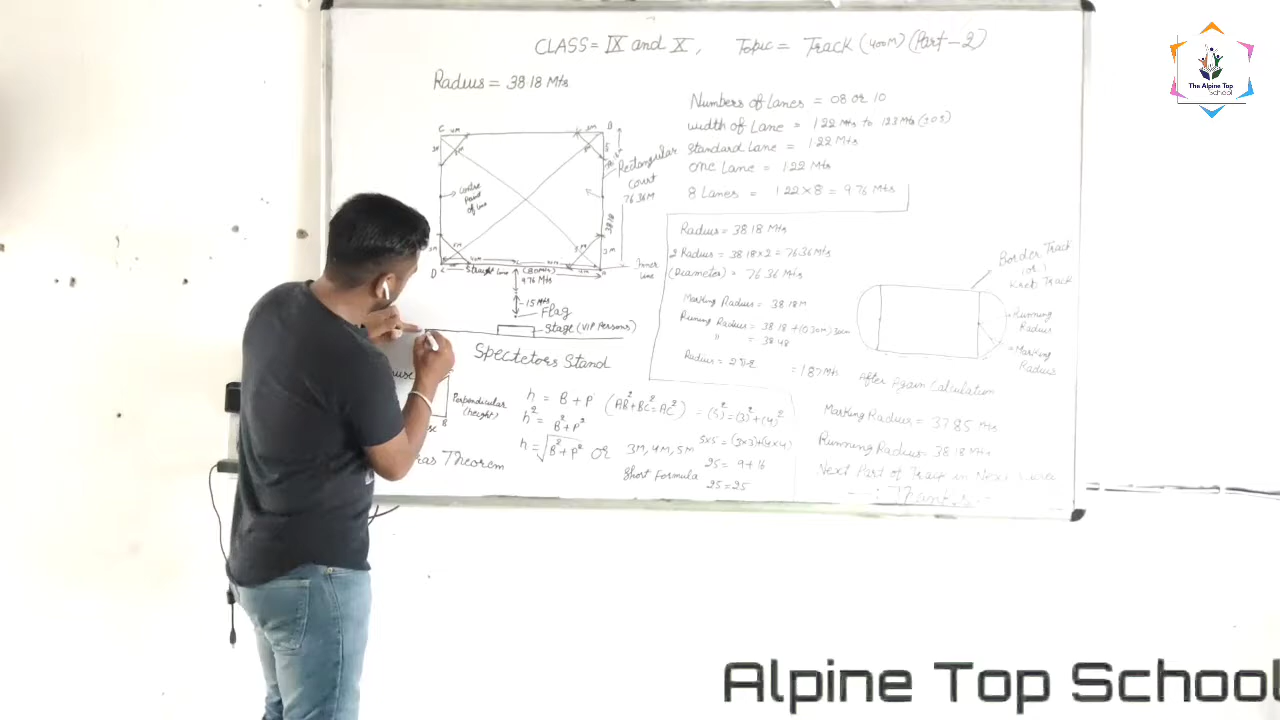 CLASS = IX and X, Topic = Track (400M) (Part-2)
Radius = 38.18 Mts
Numbers of Lanes = 08 or 10
width of Lane = 1.22 Mts to 1.23 Mts
Standard Lane = 1.22 Mts
one Lane = 1.22 Mts
8 Lanes = 1.22 × 8 = 9.76 Mts
C
B
Rectangular
Court
76.36M
Centre
Point
of Line
D
Straight Line
(80Mts)
Inner
Line
9.76 Mts
15 Mts
Flag
Stage (VIP Persons)
Spectetors Stand
Radius = 38.18 Mts
2 Radius = 38.18×2 = 76.36 Mts
(Diameter) = 76.36 Mts
Marking Radius = 38.18 M
Runing Radius = 38.18 + (0.30m) 30cm
" = 38.48
Radius = 2πr = 187 Mts
Border Track
(or)
Kreb Track
Running
Radius
Marking
Radius
After Again Calculation
Marking Radius = 37.85 Mts
Running Radius = 38.18 Mts
Next Part of Track in Next
Perpendicular
(height)
B
h = B + P (AB²+BC²=AC²) = (5)²=(3)²+(4)²
h² = B²+P²
5x5 = (3x3)+(4x4)
h = √B²+P² or 3M, 4M, 5M
25 = 9+16
Short Formula
25 = 25
Theorem
The Alpine Top
School
Alpine Top School